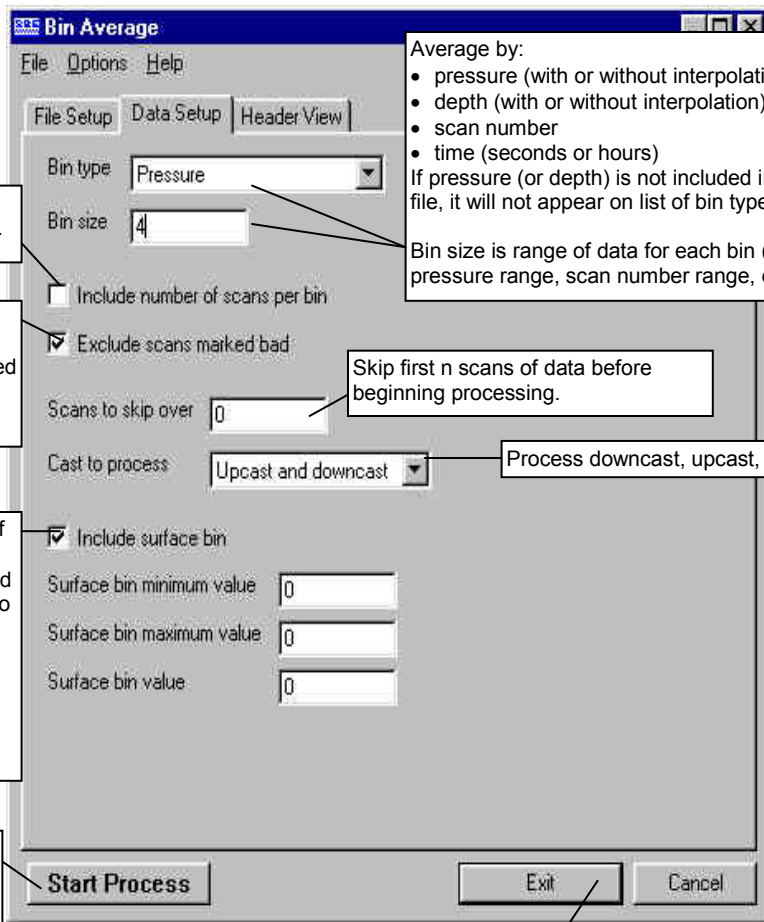 SBE Bin Average
File Options Help
File Setup Data Setup Header View
Average by:
• pressure (with or without
• depth (with or without interpolation)
• scan number
• time (seconds or hours)
If pressure (or depth) is not included
file, it will not appear on list of bin
Bin size is range of data for each bin
pressure range, scan number range,
Bin type Pressure
Bin size 4
Include number of scans per bin
Exclude scans marked bad
Skip first n scans of data before
beginning processing.
Scans to skip over 0
Cast to process Upcast and downcast
Process downcast, upcast,
Include surface bin
Surface bin minimum value 0
Surface bin maximum value 0
Surface bin value 0
Start Process Exit Cancel